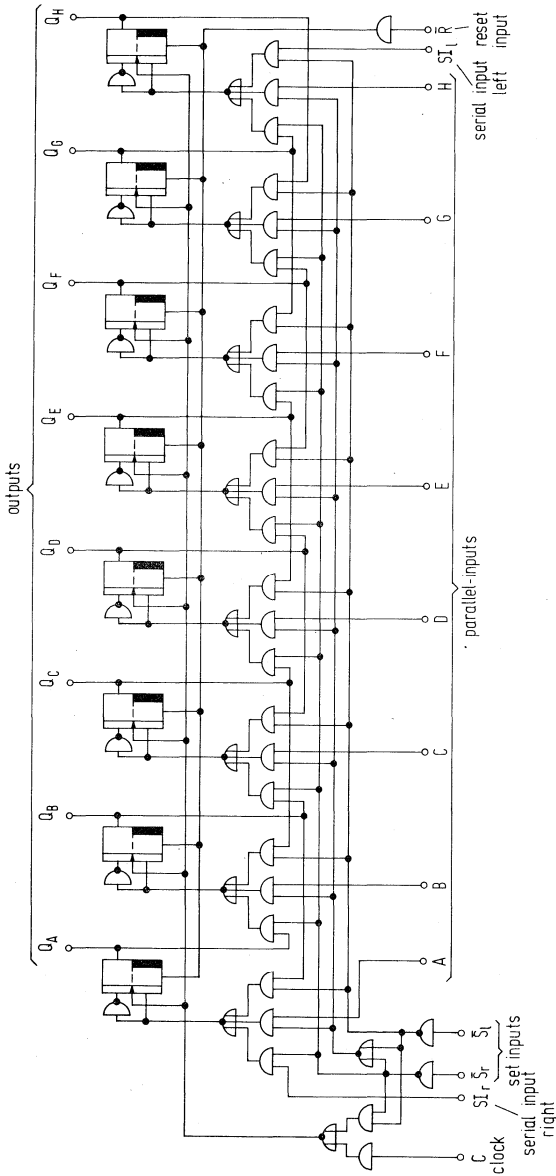 outputs
Q_A
Q_B
Q_C
Q_D
Q_E
Q_F
Q_G
Q_H
C
clock
SI_r
serial input
right
S̄_r
S̄_l
set inputs
A
B
C
D
E
F
G
H
parallel-inputs
SI_l
serial input
left
R̄
reset
input